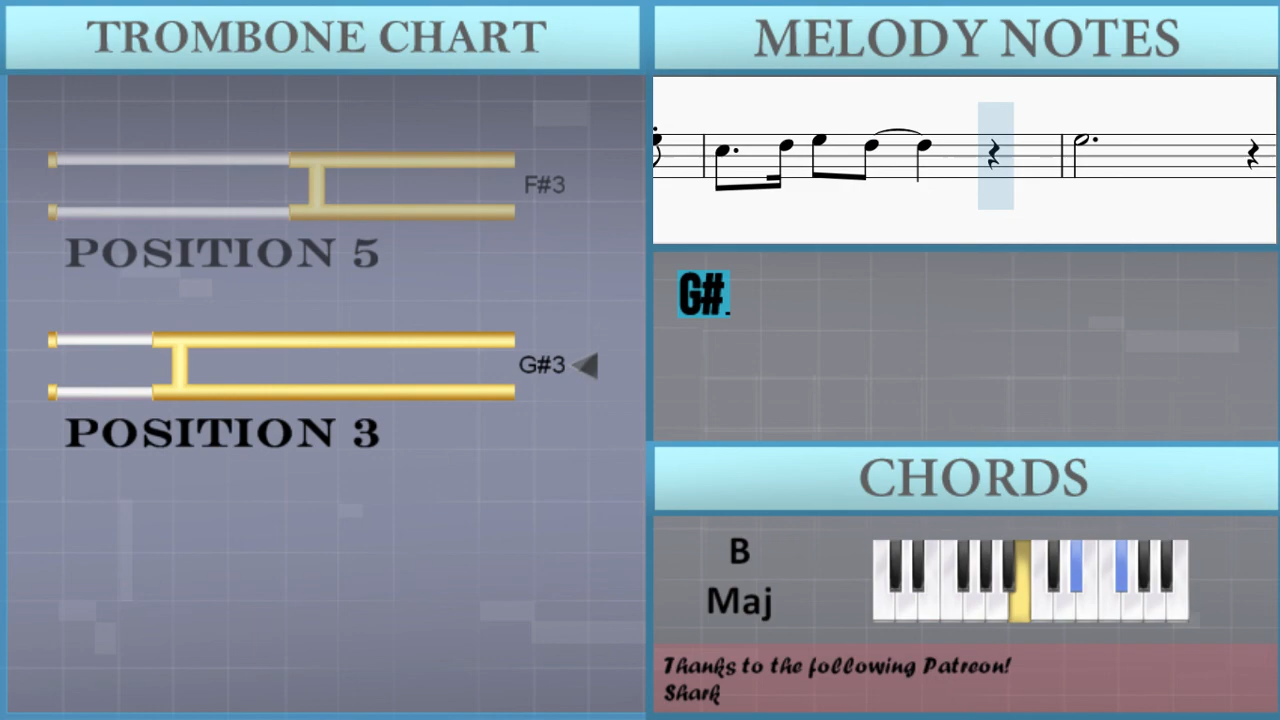 TROMBONE CHART
F#3
POSITION 5
G#3
POSITION 3
MELODY NOTES
G#.
CHORDS
B
Maj
Thanks to the following Patreon!
Shark